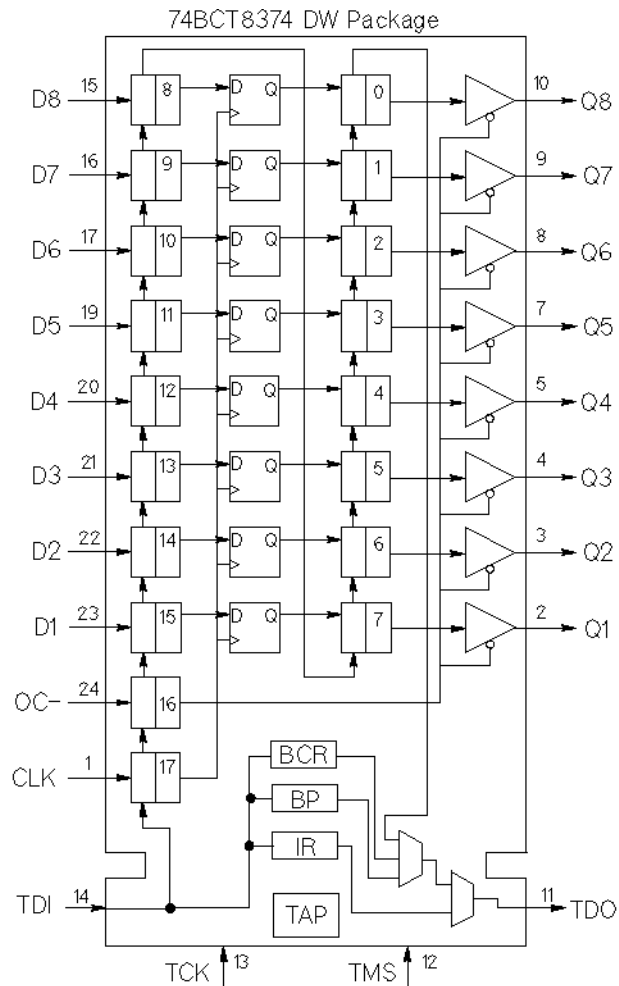 74BCT8374 DW Package
D8 15 8 D Q 0 10 Q8
D7 16 9 D Q 1 9 Q7
D6 17 10 D Q 2 8 Q6
D5 19 11 D Q 3 7 Q5
D4 20 12 D Q 4 5 Q4
D3 21 13 D Q 5 4 Q3
D2 22 14 D Q 6 3 Q2
D1 23 15 D Q 7 2 Q1
OC- 24 16
CLK 1 17
BCR
BP
IR
TDI 14 TAP 11 TDO
TCK 13 TMS 12